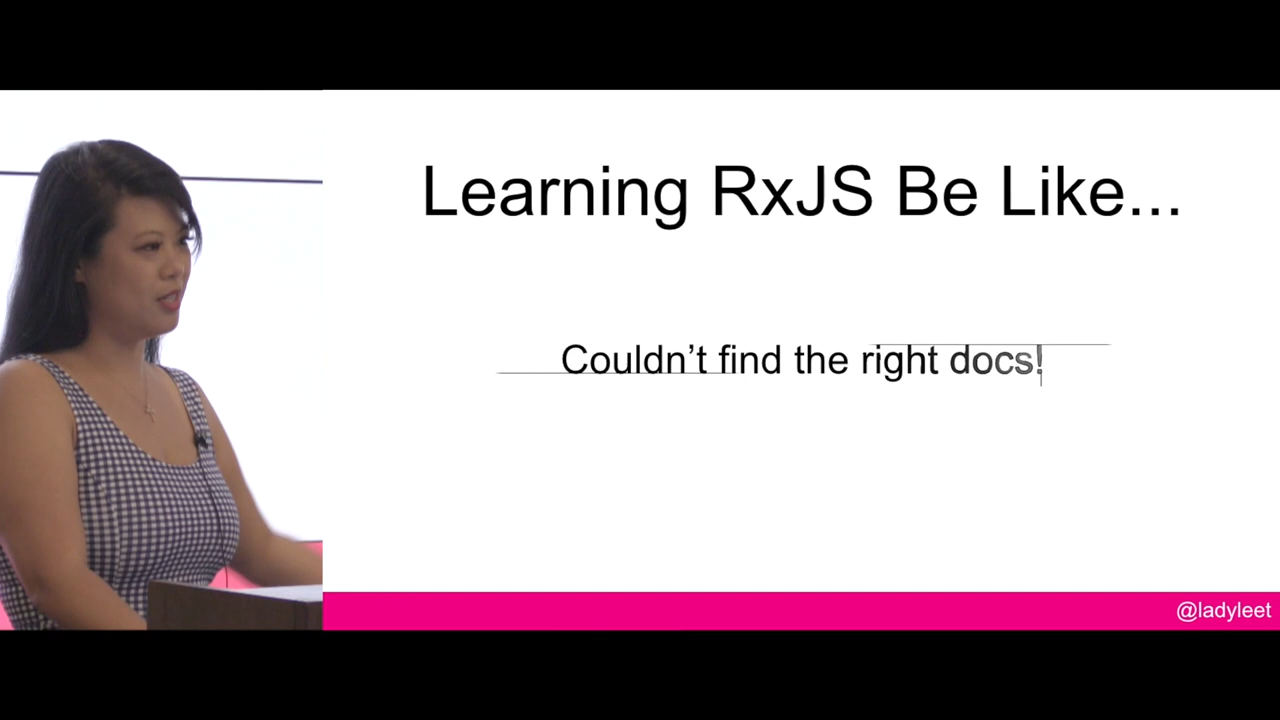 Learning RxJS Be Like...
Couldn’t find the right docs!
@ladyleet